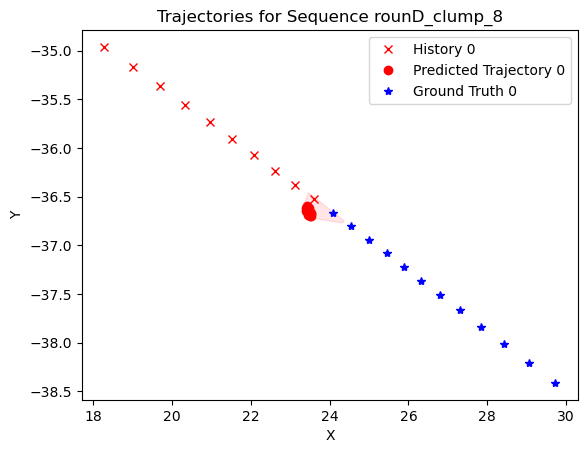 Trajectories for Sequence rounD_clump_8
History 0
Predicted Trajectory 0
Ground Truth 0
Y
−35.0
−35.5
−36.0
−36.5
−37.0
−37.5
−38.0
−38.5
18
20
22
24
26
28
30
X